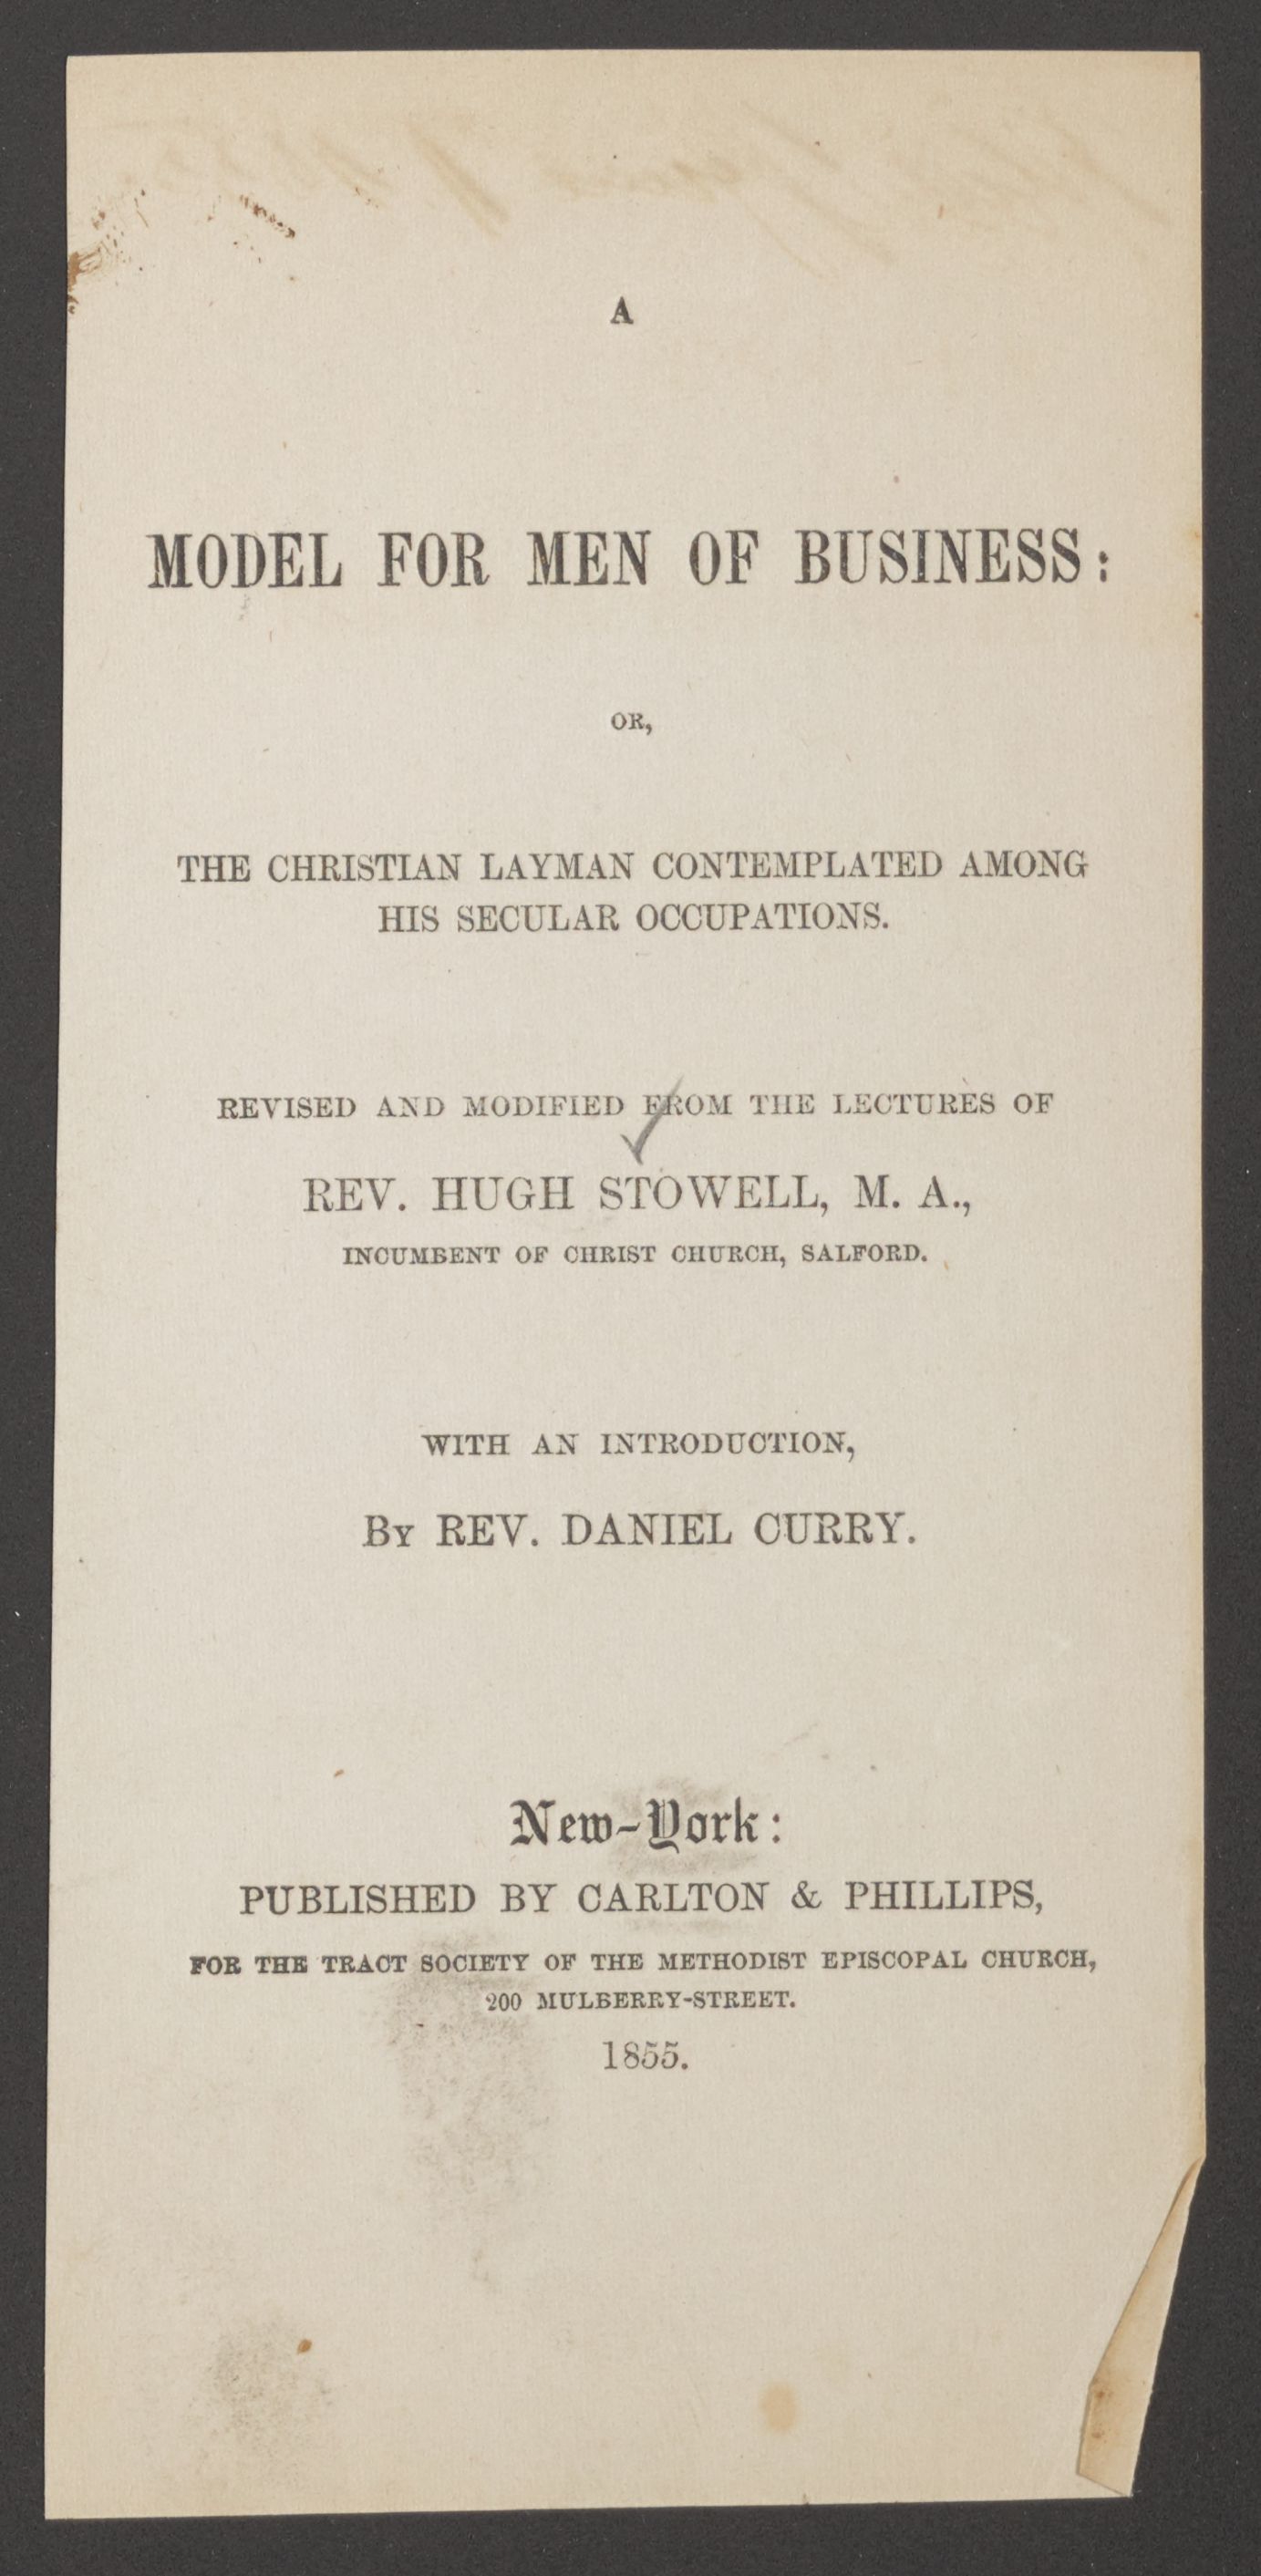 A
MODEL FOR MEN OF BUSINESS:
OR,
THE CHRISTIAN LAYMAN CONTEMPLATED AMONG
HIS SECULAR OCCUPATIONS.
REVISED AND MODIFIED FROM THE LECTURES OF
REV. HUGH STOWELL, M. A.,
INCUMBENT OF CHRIST CHURCH, SALFORD.
WITH AN INTRODUCTION,
BY REV. DANIEL CURRY.
New-York:
PUBLISHED BY CARLTON & PHILLIPS,
FOR THE TRACT SOCIETY OF THE METHODIST EPISCOPAL CHURCH,
200 MULBERRY-STREET.
1855.